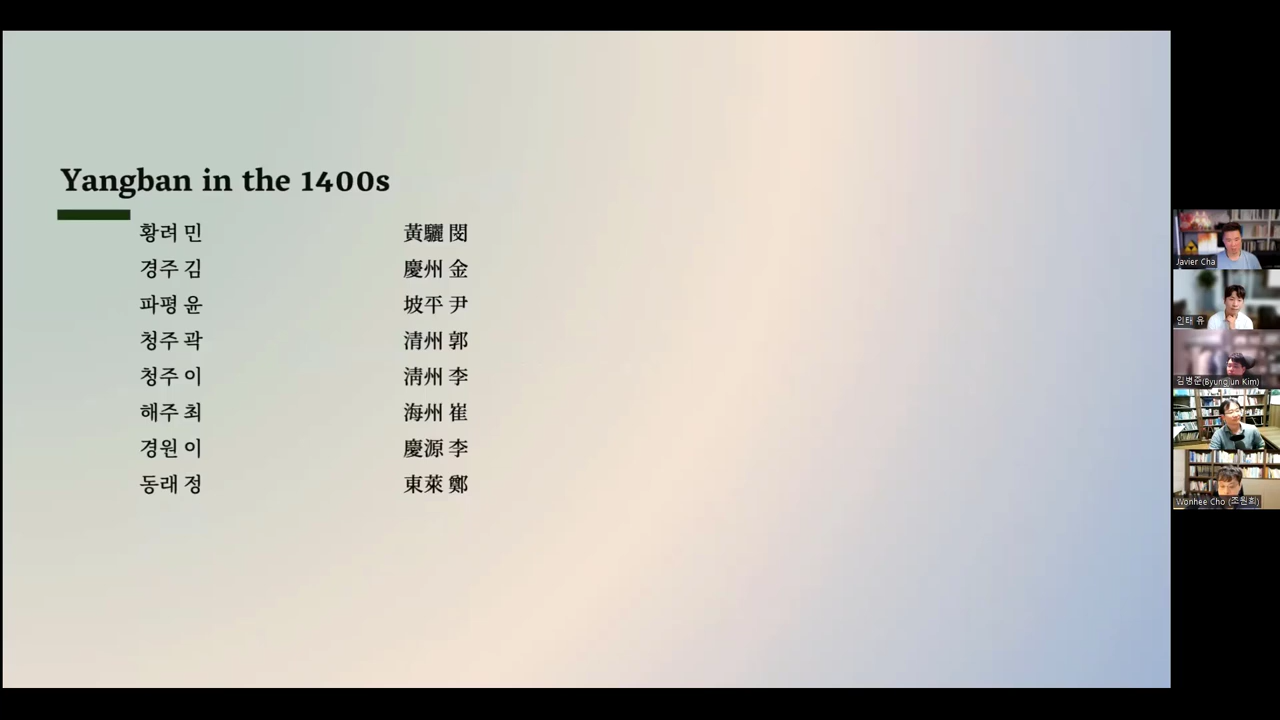 Yangban in the 1400s
황려 민 黃驪 閔
경주 김 慶州 金
파평 윤 坡平 尹
청주 곽 清州 郭
청주 이 淸州 李
해주 최 海州 崔
경원 이 慶源 李
동래 정 東萊 鄭
Javier Cha
인태 유
김병준(Byungjun Kim)
Wonhee Cho (조원희)